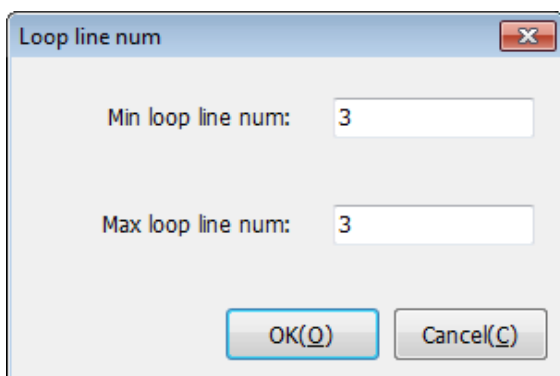 Loop line num
Min loop line num: 3
Max loop line num: 3
OK(O) Cancel(C)